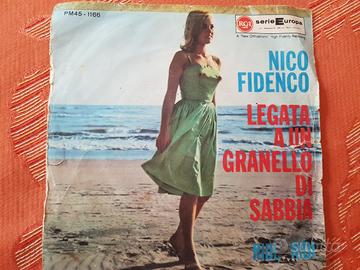 PM45 - 1166
RCA
serie Europa
A "New Orthophonic" High Fidelity Recording
NICO
FIDENCO
LEGATA
A UN
GRANELLO
DI
SABBIA